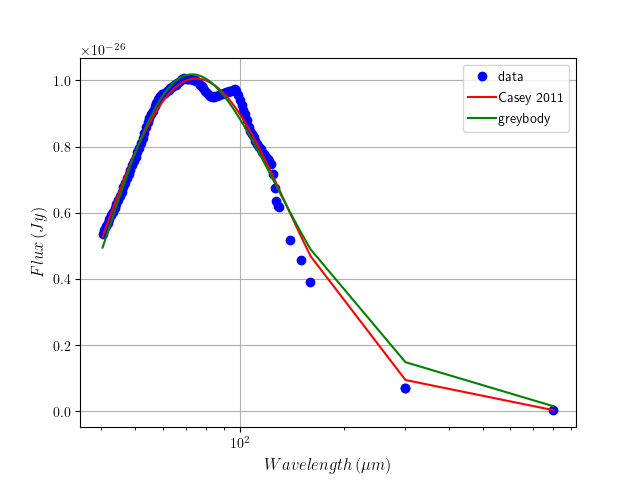 ×10⁻²⁶
1.0
0.8
0.6
0.4
0.2
0.0
Flux (Jy)
data
Casey 2011
greybody
10²
Wavelength (μm)